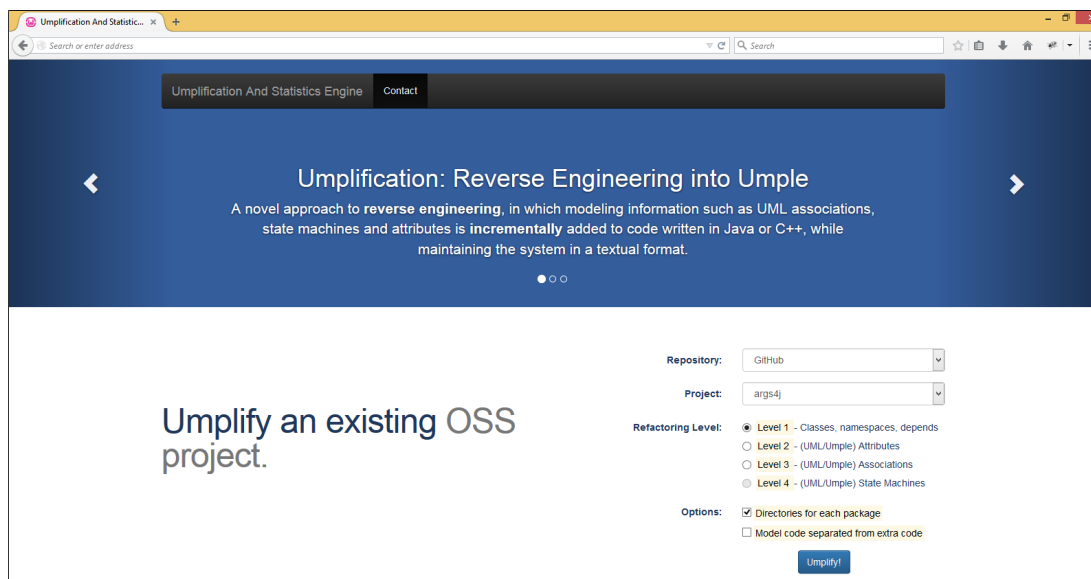 Umplification And Statistic...
Search or enter address
Search
Umplification And Statistics Engine
Contact
Umplification: Reverse Engineering into Umple
A novel approach to reverse engineering, in which modeling information such as UML associations,
state machines and attributes is incrementally added to code written in Java or C++, while
maintaining the system in a textual format.
Umplify an existing OSS
project.
Repository: GitHub
Project: args4j
Refactoring Level: Level 1 - Classes, namespaces, depends
Level 2 - (UML/Umple) Attributes
Level 3 - (UML/Umple) Associations
Level 4 - (UML/Umple) State Machines
Options: Directories for each package
Model code separated from extra code
Umplify!